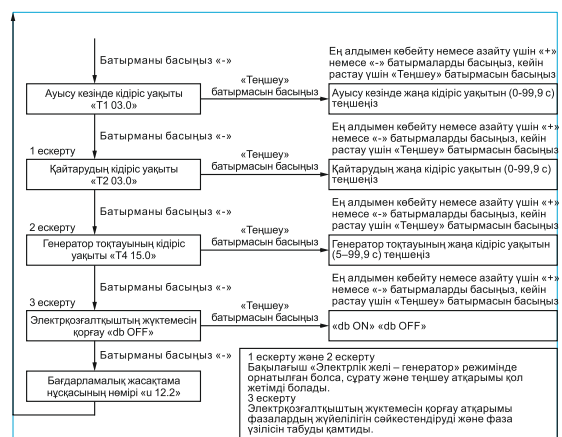 Батырманы басыңыз «-»
Ең алдымен көбейту немесе азайту үшін «+»
немесе «-» батырмаларды басыңыз, кейін
растау үшін «Теңшеу» батырмасын басыңыз
Ауысу кезінде кідіріс уақыты
«T1 03.0»
«Теңшеу»
батырмасын басыңыз
Ауысу кезінде жаңа кідіріс уақытын (0-99,9 с)
теңшеңіз
Батырманы басыңыз «-»
Ең алдымен көбейту немесе азайту үшін «+»
немесе «-» батырмаларды басыңыз, кейін
растау үшін «Теңшеу» батырмасын басыңыз
1 ескерту
Қайтарудың кідіріс уақыты
«T2 03.0»
«Теңшеу»
батырмасын басыңыз
Қайтарудың жаңа кідіріс уақытын (0-99,9 с)
теңшеңіз
Батырманы басыңыз «-»
Ең алдымен көбейту немесе азайту үшін «+»
немесе «-» батырмаларды басыңыз, кейін
растау үшін «Теңшеу» батырмасын басыңыз
2 ескерту
Генератор тоқтауының кідіріс
уақыты «T4 15.0»
«Теңшеу»
батырмасын басыңыз
Генератор тоқтауының жаңа кідіріс уақытын
(5–99,9 с) теңшеңіз
Батырманы басыңыз «-»
Ең алдымен көбейту немесе азайту үшін «+»
немесе «-» батырмаларды басыңыз, кейін
растау үшін «Теңшеу» батырмасын басыңыз
3 ескерту
Электрқозғалтқыштың жүктемесін
қорғау «db OFF»
«Теңшеу»
батырмасын басыңыз
«db ON» «db OFF»
Батырманы басыңыз «-»
Бағдарламалық жасақтама
нұсқасының нөмірі «u 12.2»
1 ескерту және 2 ескерту
Бақылағыш «Электрлік желі – генератор» режимінде
орнатылған болса, сұрату және теңшеу атқарымы қол
жетімді болады.
3 ескерту
Электрқозғалтқыштың жүктемесін қорғау атқарымы
фазалардың жүйелілігін сәйкестендіруді және фаза
үзілісін табуды қамтиды.